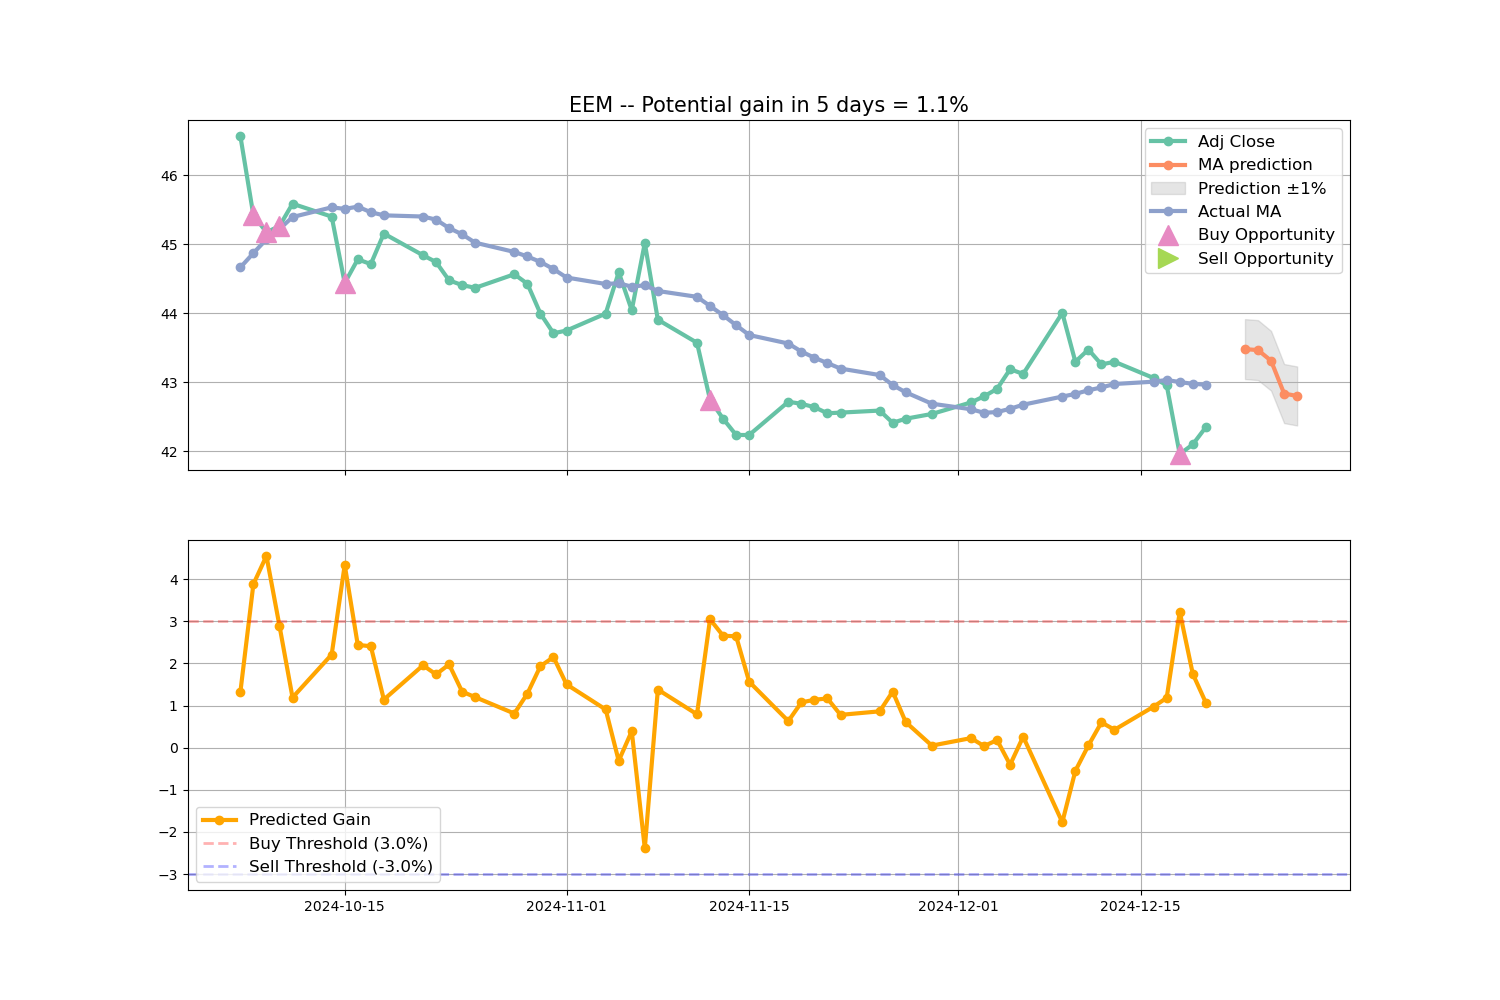 EEM -- Potential gain in 5 days = 1.1%
46
45
44
43
42
Adj Close
MA prediction
Prediction ±1%
Actual MA
Buy Opportunity
Sell Opportunity
4
3
2
1
0
−1
−2
−3
Predicted Gain
Buy Threshold (3.0%)
Sell Threshold (-3.0%)
2024-10-15
2024-11-01
2024-11-15
2024-12-01
2024-12-15